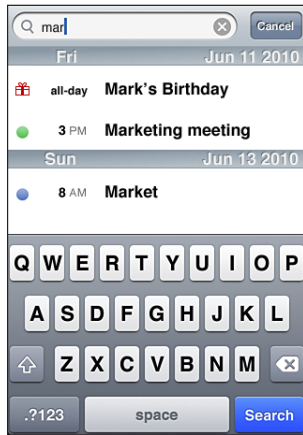 mar Cancel
Fri Jun 11 2010
all-day Mark's Birthday
3 PM Marketing meeting
Sun Jun 13 2010
8 AM Market
Q W E R T Y U I O P
A S D F G H J K L
Z X C V B N M
.?123 space Search